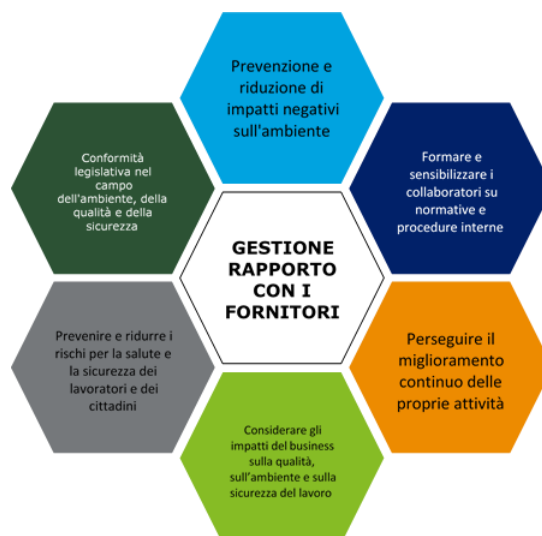 Prevenzione e
riduzione di
impatti negativi
sull'ambiente
Conformità
legislativa nel
campo
dell'ambiente, della
qualità e della
sicurezza
Formare e
sensibilizzare i
collaboratori su
normative e
procedure interne
GESTIONE
RAPPORTO
CON I
FORNITORI
Prevenire e ridurre i
rischi per la salute e
la sicurezza dei
lavoratori e dei
cittadini
Perseguire il
miglioramento
continuo delle
proprie attività
Considerare gli
impatti del business
sulla qualità,
sull'ambiente e sulla
sicurezza del lavoro